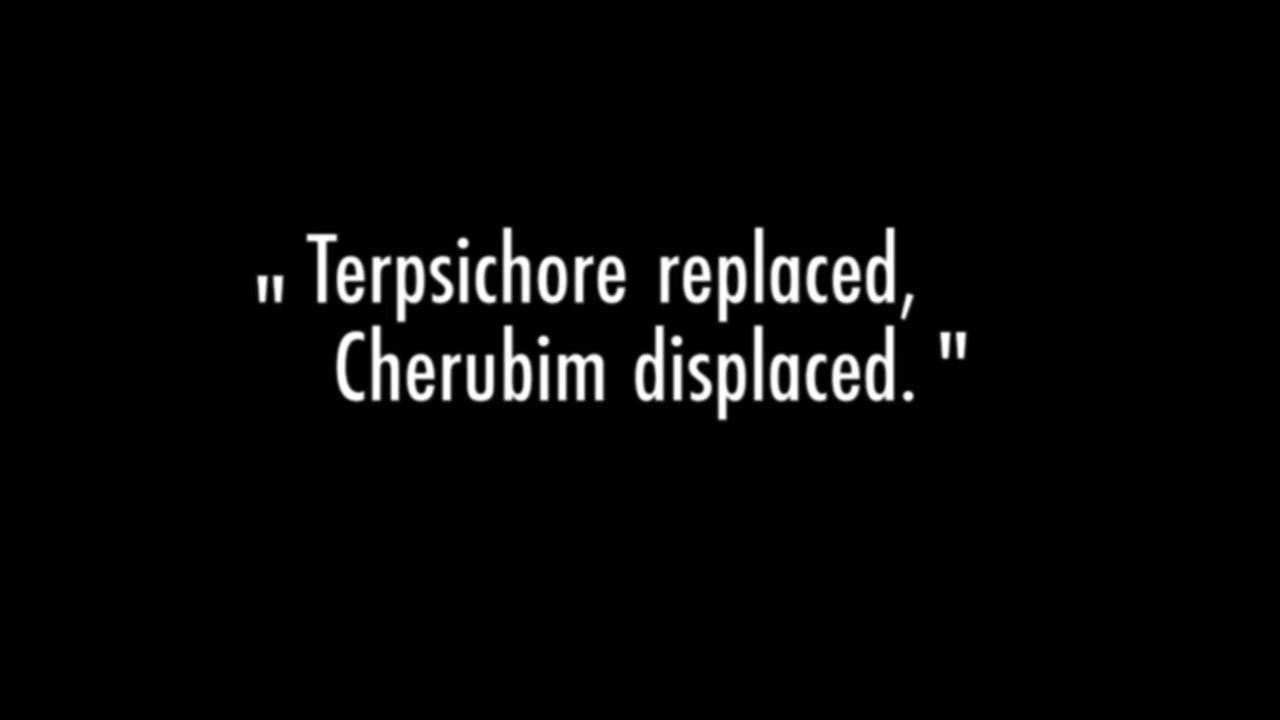 " Terpsichore replaced,
Cherubim displaced. "